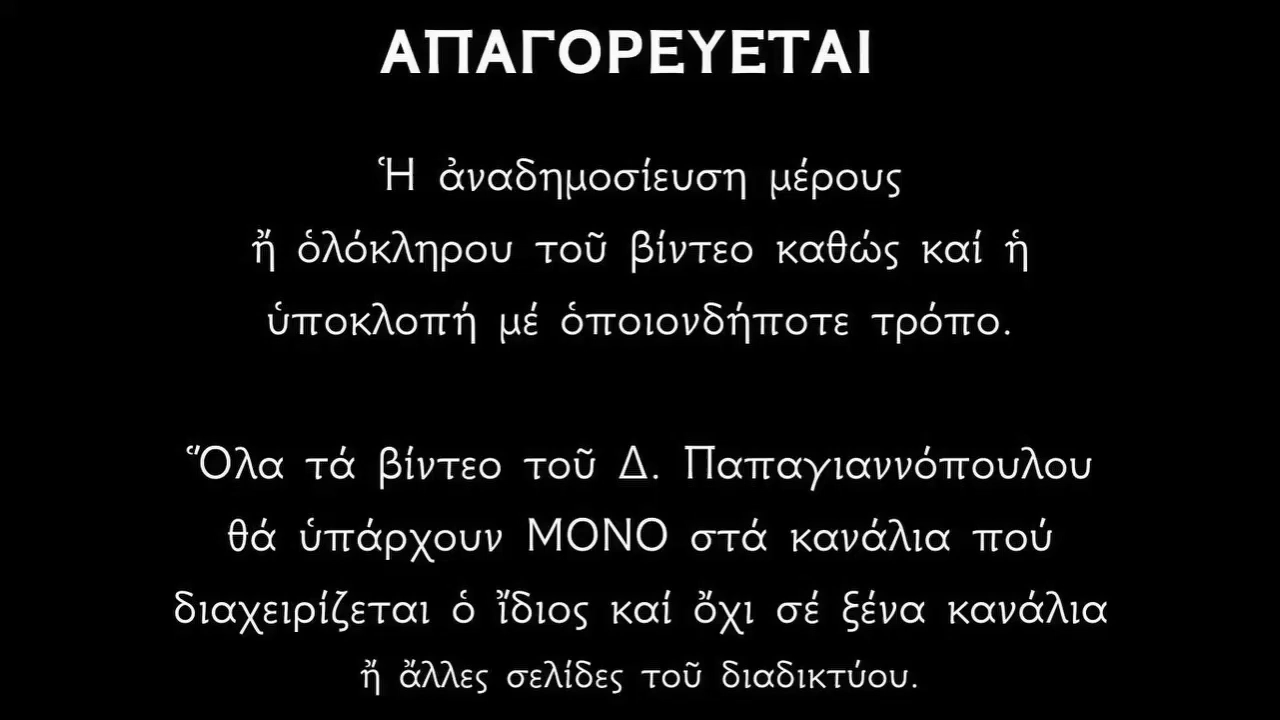 ΑΠΑΓΟΡΕΥΕΤΑΙ
Ἡ ἀναδημοσίευση μέρους
ἤ ὁλόκληρου τοῦ βίντεο καθώς καί ἡ
ὑποκλοπή μέ ὁποιονδήποτε τρόπο.
Ὅλα τά βίντεο τοῦ Δ. Παπαγιαννόπουλου
θά ὑπάρχουν ΜΟΝΟ στά κανάλια πού
διαχειρίζεται ὁ ἴδιος καί ὄχι σέ ξένα κανάλια
ἤ ἄλλες σελίδες τοῦ διαδικτύου.